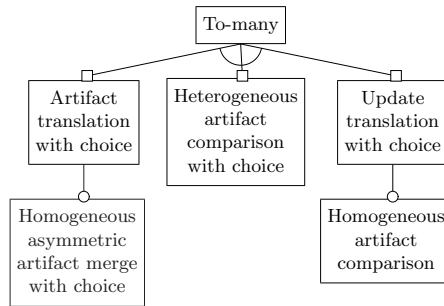 To-many
Artifact
translation
with choice
Heterogeneous
artifact
comparison
with choice
Update
translation
with choice
Homogeneous
asymmetric
artifact merge
with choice
Homogeneous
artifact
comparison